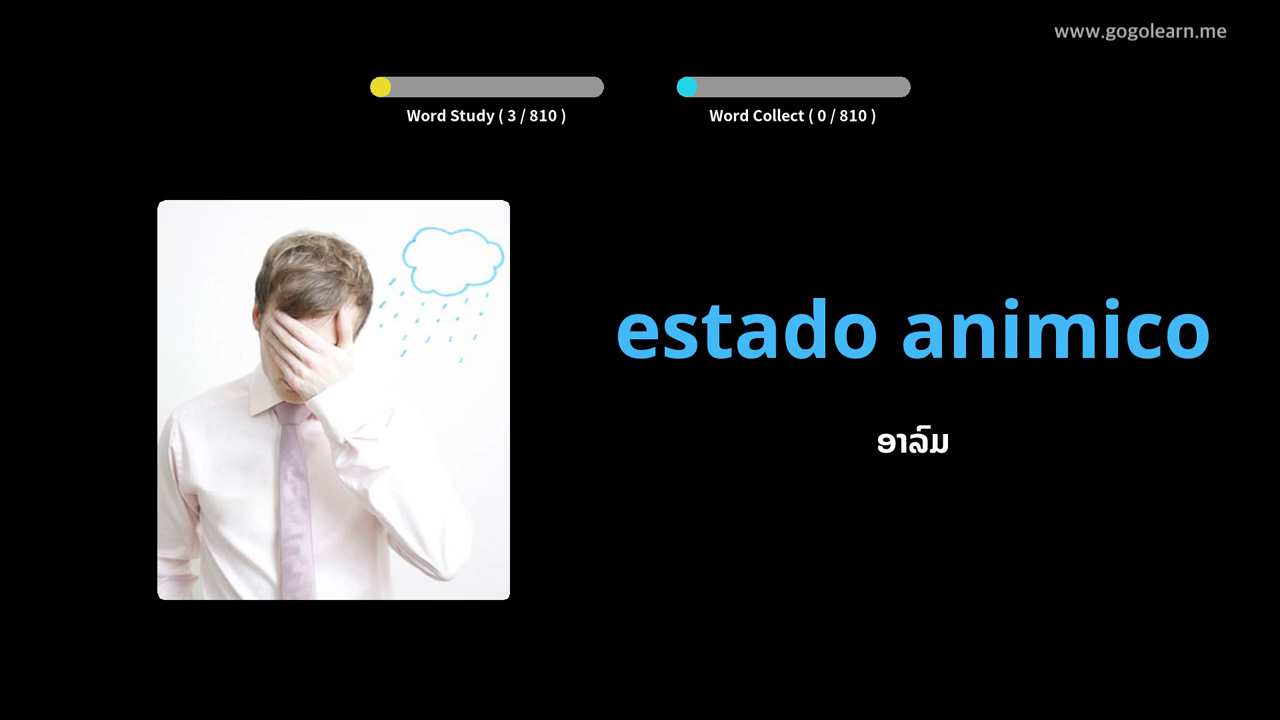 www.gogolearn.me
Word Study ( 3 / 810 )
Word Collect ( 0 / 810 )
estado animico
ອາລົມ